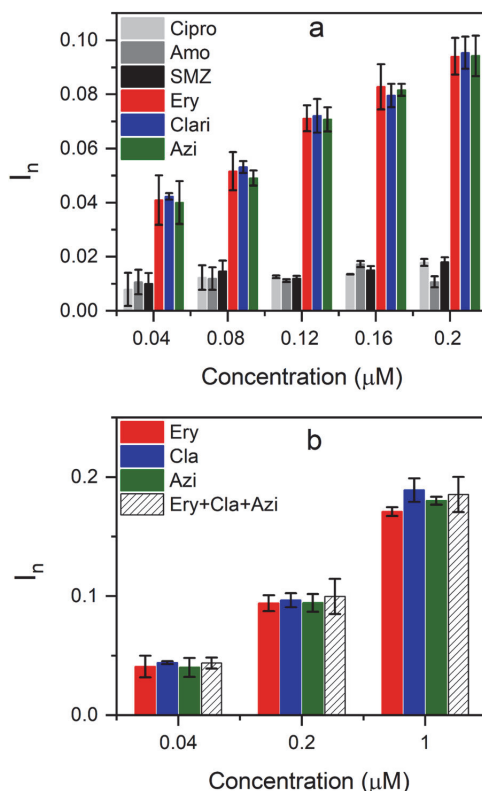 a
Cipro
Amo
SMZ
Ery
Clari
Azi
0.10
0.08
0.06
0.04
0.02
0.00
Iₙ
0.04 0.08 0.12 0.16 0.2
Concentration (μM)
b
Ery
Cla
Azi
Ery+Cla+Azi
0.2
0.1
0.0
Iₙ
0.04 0.2 1
Concentration (μM)